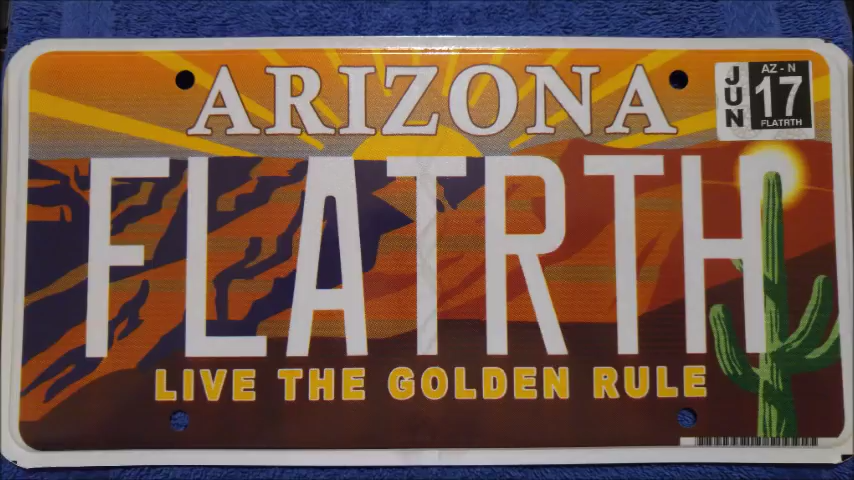 ARIZONA
JUN
AZ - N
17
FLATRTH
FLATRTH
LIVE THE GOLDEN RULE